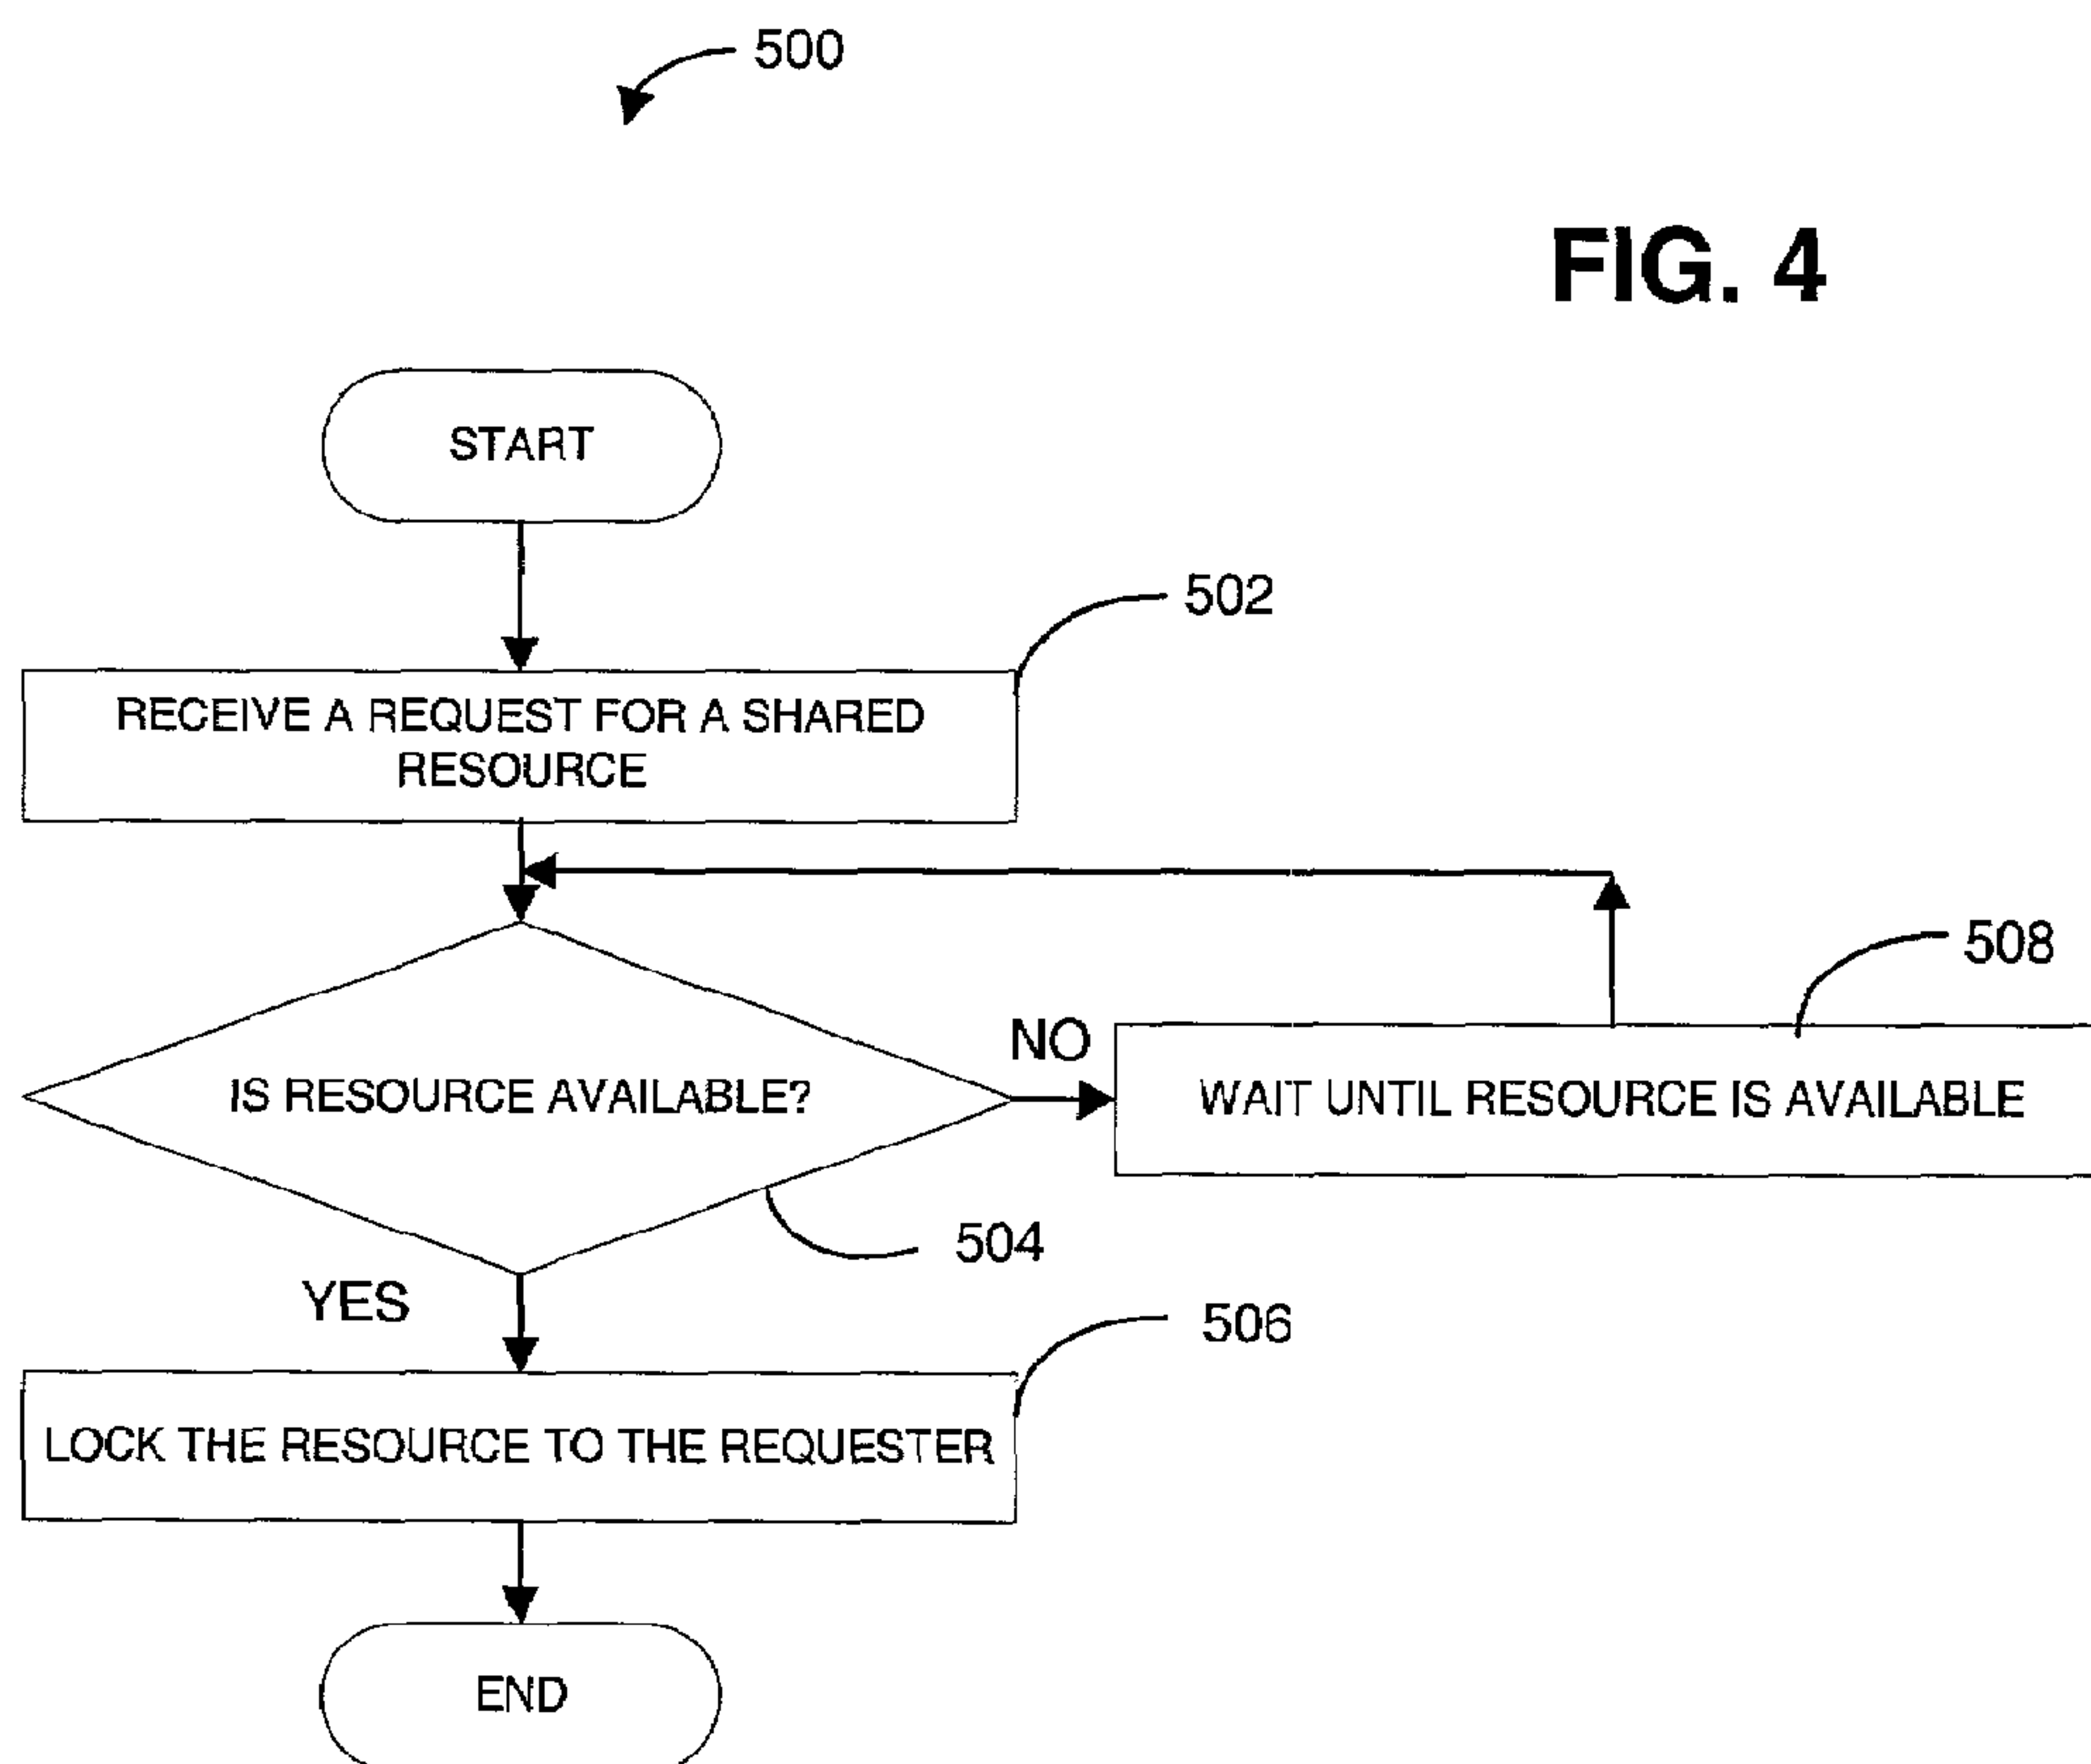 500
FIG. 4
START
502
RECEIVE A REQUEST FOR A SHARED
RESOURCE
508
NO
IS RESOURCE AVAILABLE?
WAIT UNTIL RESOURCE IS AVAILABLE
504
YES
506
LOCK THE RESOURCE TO THE REQUESTER
END